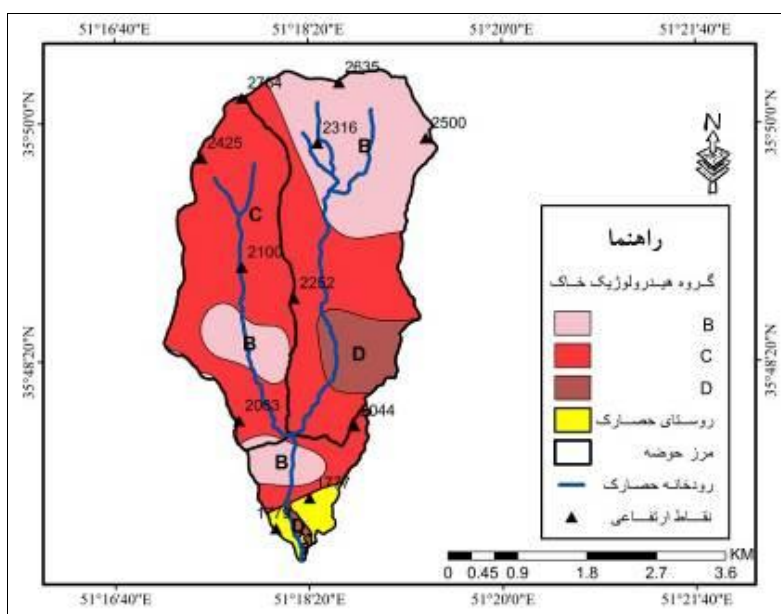 51°16'40"E 51°18'20"E 51°20'0"E 51°21'40"E
35°50'0"N
35°48'20"N
35°50'0"N
35°48'20"N
2635
2764
2316
2500
B
2425
C
2100
2252
B
D
2063
B
D
N
راهنما
گروه هیدرولوژیک خاک
B
C
D
روستای حصارک
مرز حوضه
رودخانه حصارک
نقاط ارتفاعی
KM
0 0.45 0.9 1.8 2.7 3.6
51°16'40"E 51°18'20"E 51°20'0"E 51°21'40"E